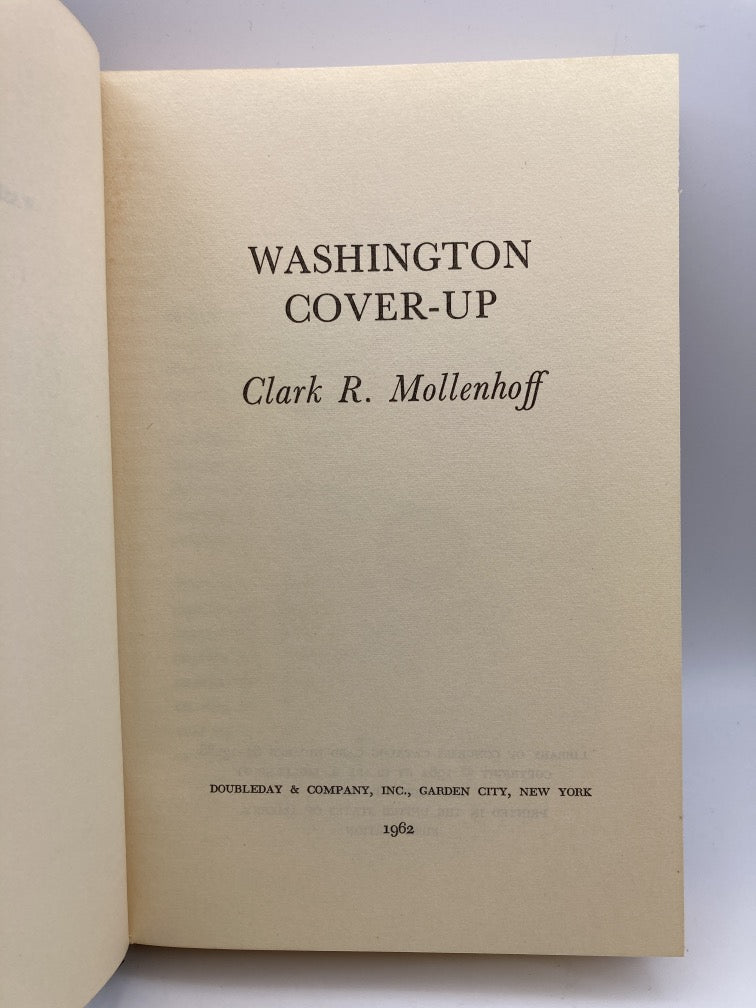 WASHINGTON
COVER-UP
Clark R. Mollenhoff
DOUBLEDAY & COMPANY, INC., GARDEN CITY, NEW YORK
1962